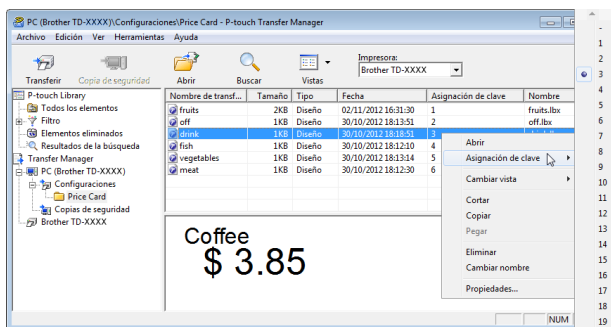 PC (Brother TD-XXXX)\Configuraciones\Price Card - P-touch Transfer Manager
Archivo Edición Ver Herramientas Ayuda
Transferir Copia de seguridad Abrir Buscar Vistas
Impresora:
Brother TD-XXXX
P-touch Library
Todos los elementos
Filtro
Elementos eliminados
Resultados de la búsqueda
Transfer Manager
PC (Brother TD-XXXX)
Configuraciones
Price Card
Copias de seguridad
Brother TD-XXXX
Nombre de transf... Tamaño Tipo Fecha Asignación de clave Nombre
fruits 2KB Diseño 02/11/2012 16:31:30 1 fruits.lbx
off 1KB Diseño 30/10/2012 18:13:51 2 off.lbx
drink 1KB Diseño 30/10/2012 18:18:51 3
fish 1KB Diseño 30/10/2012 18:12:10 4
vegetables 1KB Diseño 30/10/2012 18:13:14 5
meat 1KB Diseño 30/10/2012 18:12:30 6
Coffee
$ 3.85
Abrir
Asignación de clave
Cambiar vista
Cortar
Copiar
Pegar
Eliminar
Cambiar nombre
Propiedades...
NUM
-
1
2
3
4
5
6
7
8
9
10
11
12
13
14
15
16
17
18
19